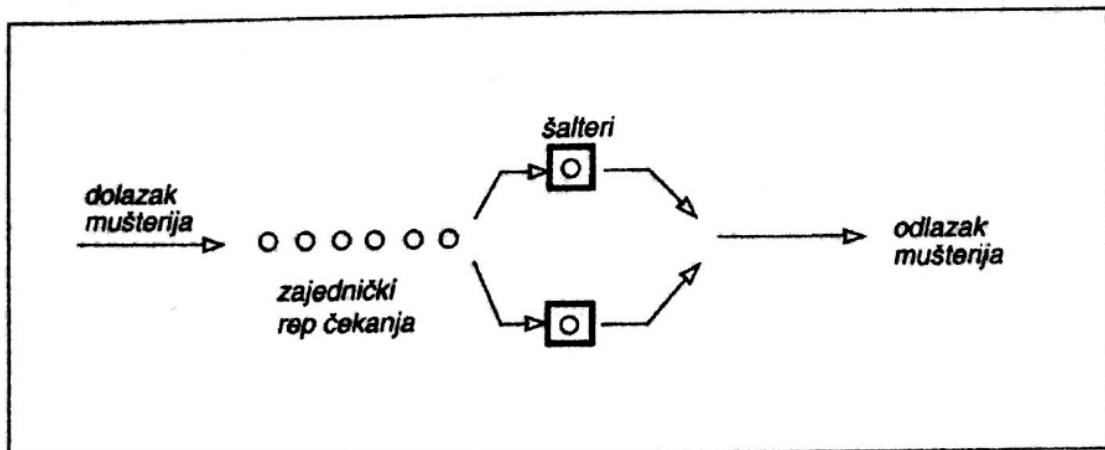 šalteri
dolazak
mušterija
zajednički
rep čekanja
odlazak
mušterija